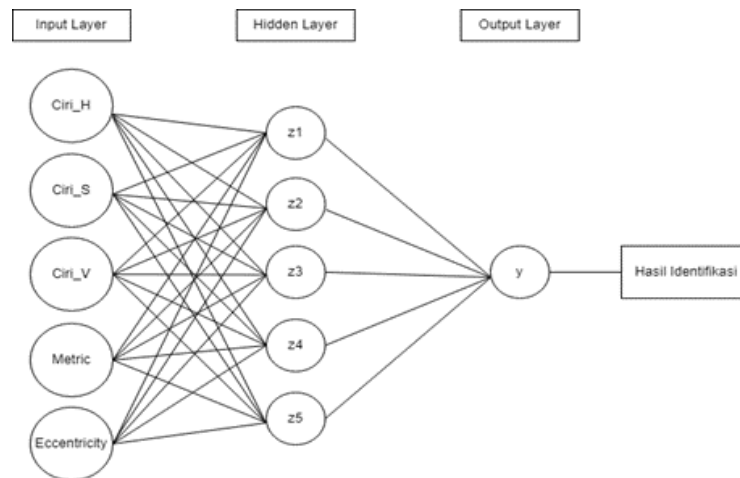 Input Layer
Hidden Layer
Output Layer
Ciri_H
Ciri_S
Ciri_V
Metric
Eccentricity
z1
z2
z3
z4
z5
y
Hasil Identifikasi